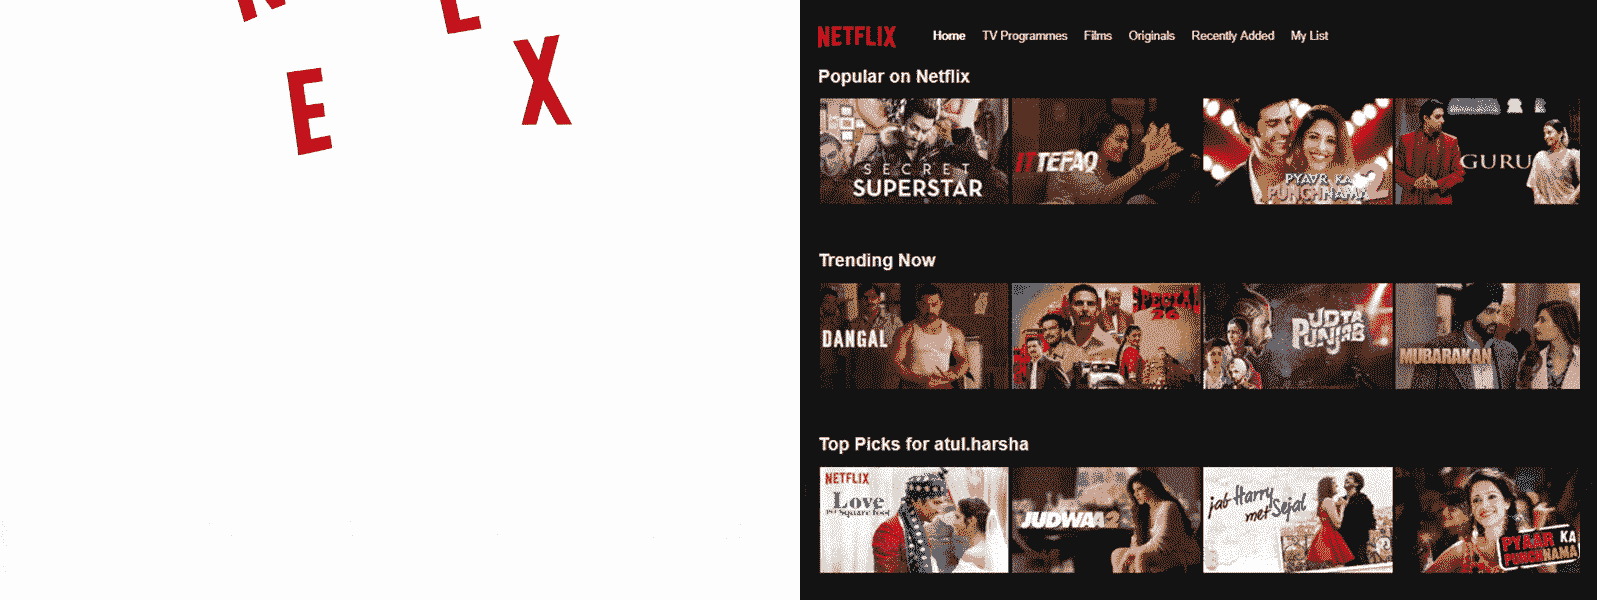 N L
E X
NETFLIX Home TV Programmes Films Originals Recently Added My List
Popular on Netflix
SECRET
SUPERSTAR
ITTEFAQ
PYAAR KA
PUNCHNAMA 2
GURU
Trending Now
DANGAL
SPECIAL
26
UDTA
PUNJAB
MUBARAKAN
Top Picks for atul.harsha
NETFLIX
Love
per Square Foot
JUDWAA 2
jab Harry
met Sejal
PYAAR KA
PUNCHNAMA